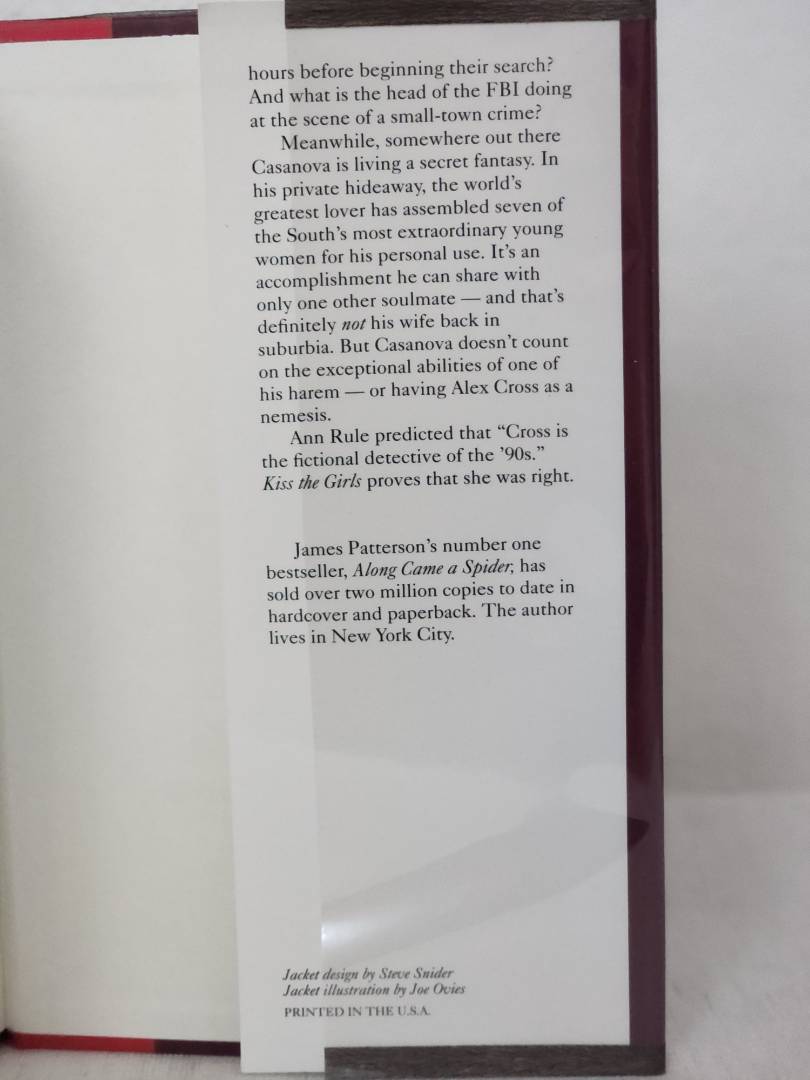 hours before beginning their search?
And what is the head of the FBI doing
at the scene of a small-town crime?
Meanwhile, somewhere out there
Casanova is living a secret fantasy. In
his private hideaway, the world's
greatest lover has assembled seven of
the South's most extraordinary young
women for his personal use. It's an
accomplishment he can share with
only one other soulmate — and that's
definitely not his wife back in
suburbia. But Casanova doesn't count
on the exceptional abilities of one of
his harem — or having Alex Cross as a
nemesis.
Ann Rule predicted that “Cross is
the fictional detective of the ’90s.”
Kiss the Girls proves that she was right.
James Patterson's number one
bestseller, Along Came a Spider, has
sold over two million copies to date in
hardcover and paperback. The author
lives in New York City.
Jacket design by Steve Snider
Jacket illustration by Joe Ovies
PRINTED IN THE U.S.A.